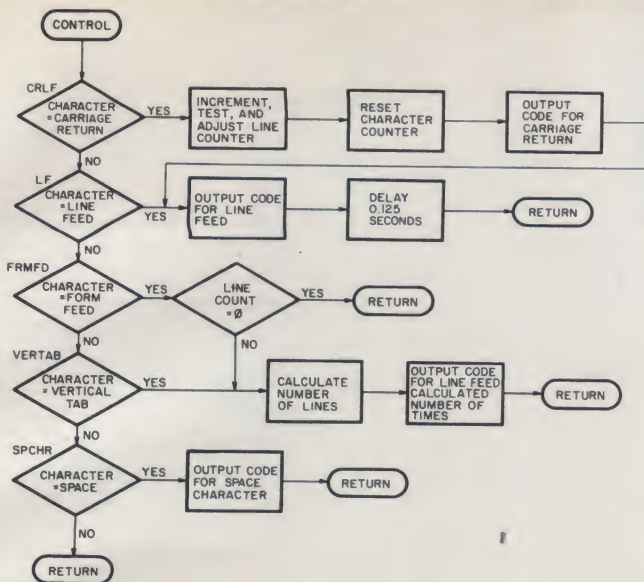 CONTROL
CRLF
CHARACTER
= CARRIAGE
RETURN
YES
INCREMENT,
TEST, AND
ADJUST LINE
COUNTER
RESET
CHARACTER
COUNTER
OUTPUT
CODE FOR
CARRIAGE
RETURN
NO
LF
CHARACTER
=LINE
FEED
YES
OUTPUT CODE
FOR LINE
FEED
DELAY
0.125
SECONDS
RETURN
NO
FRMFD
CHARACTER
=FORM
FEED
YES
LINE
COUNT
=Ø
YES
RETURN
NO
NO
VERTAB
CHARACTER
= VERTICAL
TAB
YES
CALCULATE
NUMBER
OF LINES
OUTPUT CODE
FOR LINE FEED
CALCULATED
NUMBER OF
TIMES
RETURN
NO
SPCHR
CHARACTER
=SPACE
YES
OUTPUT CODE
FOR SPACE
CHARACTER
RETURN
NO
RETURN